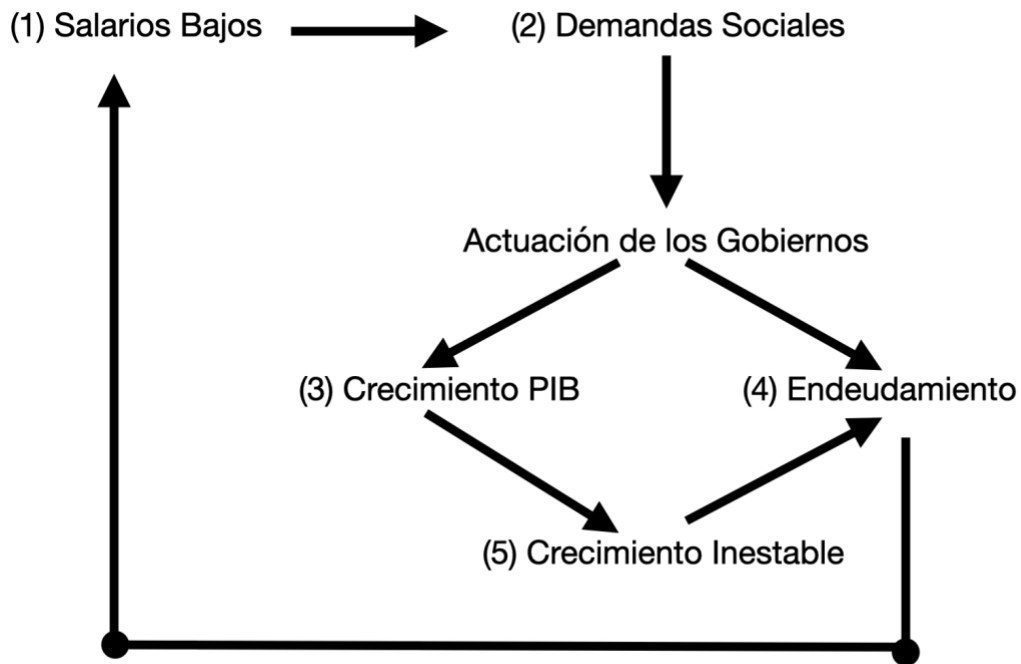 (1) Salarios Bajos
(2) Demandas Sociales
Actuación de los Gobiernos
(3) Crecimiento PIB
(4) Endeudamiento
(5) Crecimiento Inestable